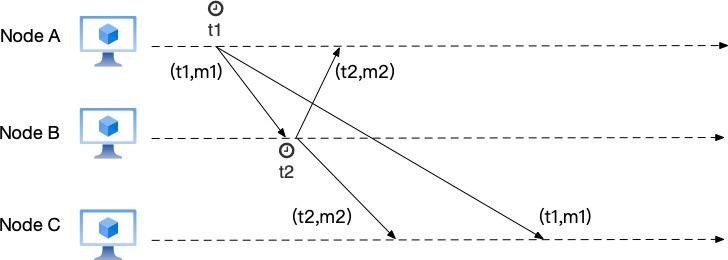 t1
Node A
(t1,m1)
(t2,m2)
Node B
t2
(t2,m2)
(t1,m1)
Node C